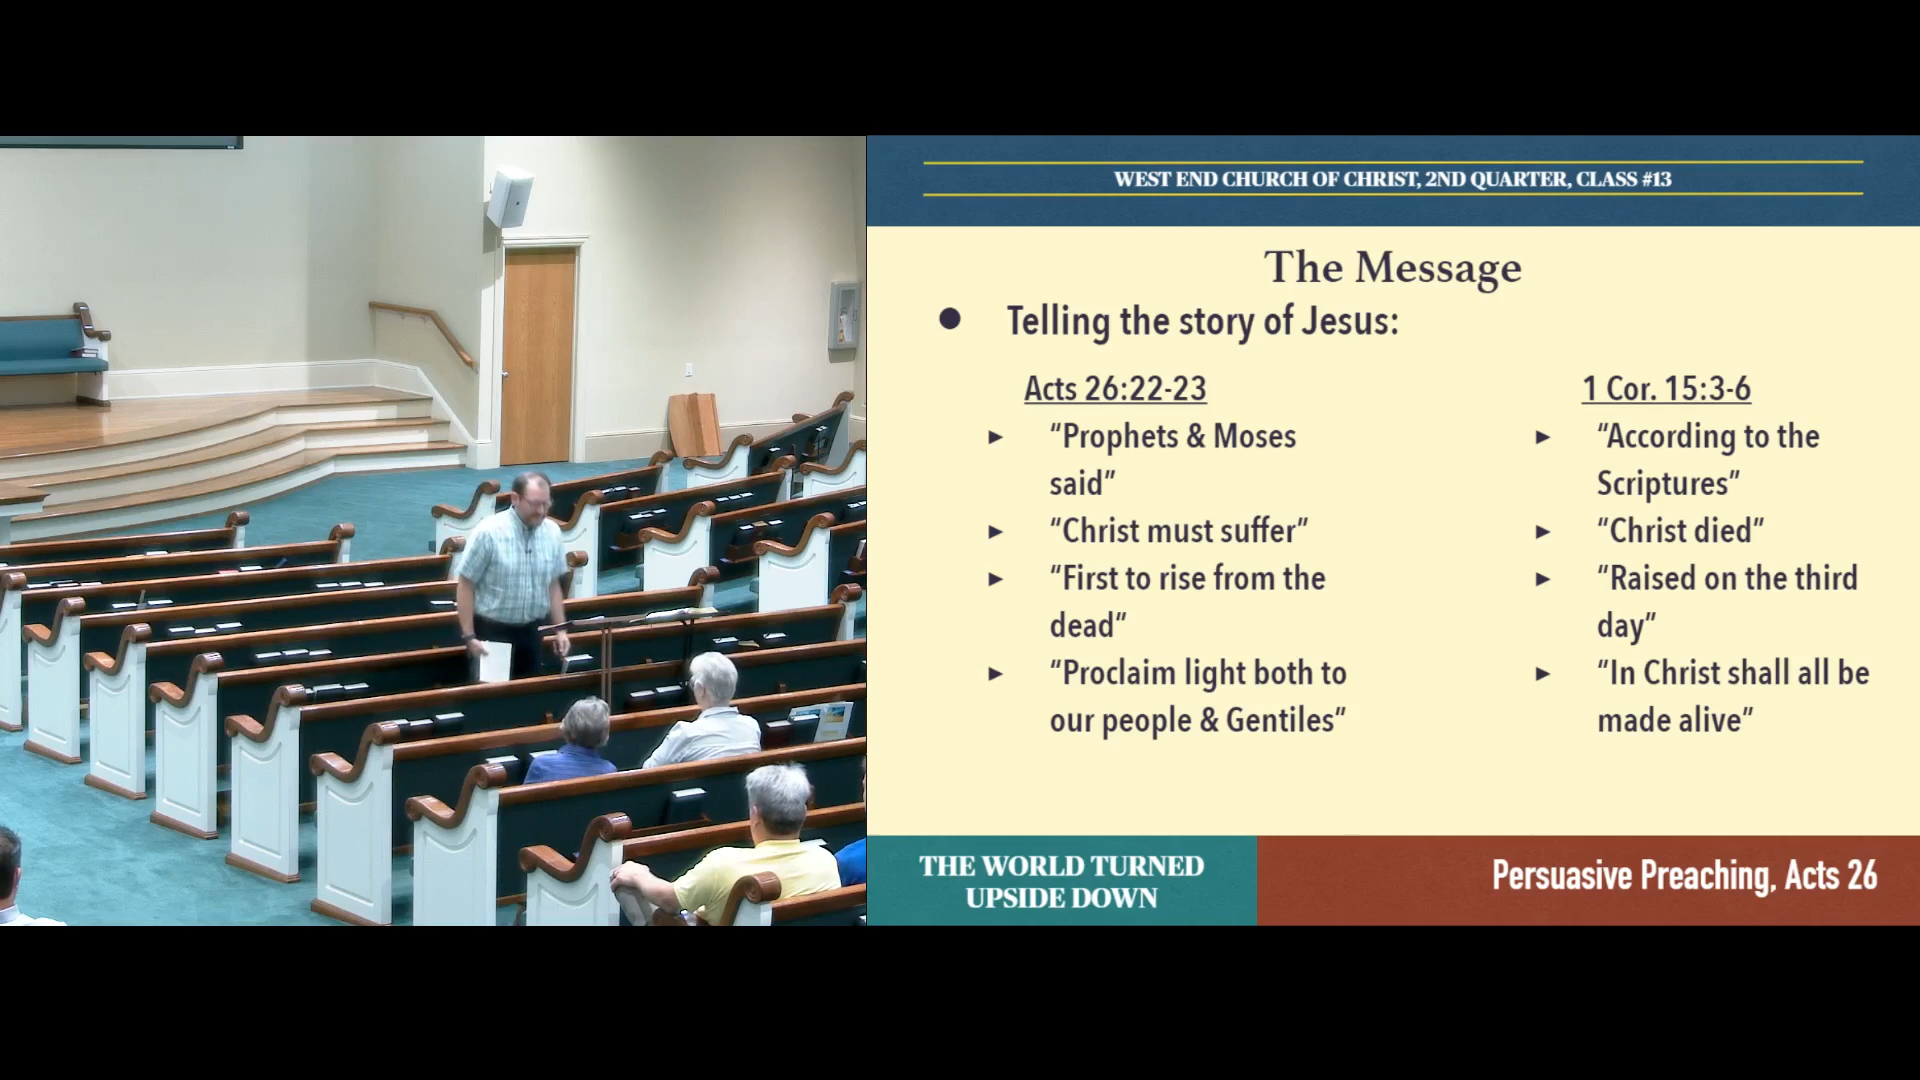 WEST END CHURCH OF CHRIST, 2ND QUARTER, CLASS #13
The Message
● Telling the story of Jesus:
Acts 26:22-23
► “Prophets & Moses
said”
► “Christ must suffer”
► “First to rise from the
dead”
► “Proclaim light both to
our people & Gentiles”
1 Cor. 15:3-6
► “According to the
Scriptures”
► “Christ died”
► “Raised on the third
day”
► “In Christ shall all be
made alive”
THE WORLD TURNED
UPSIDE DOWN
Persuasive Preaching, Acts 26